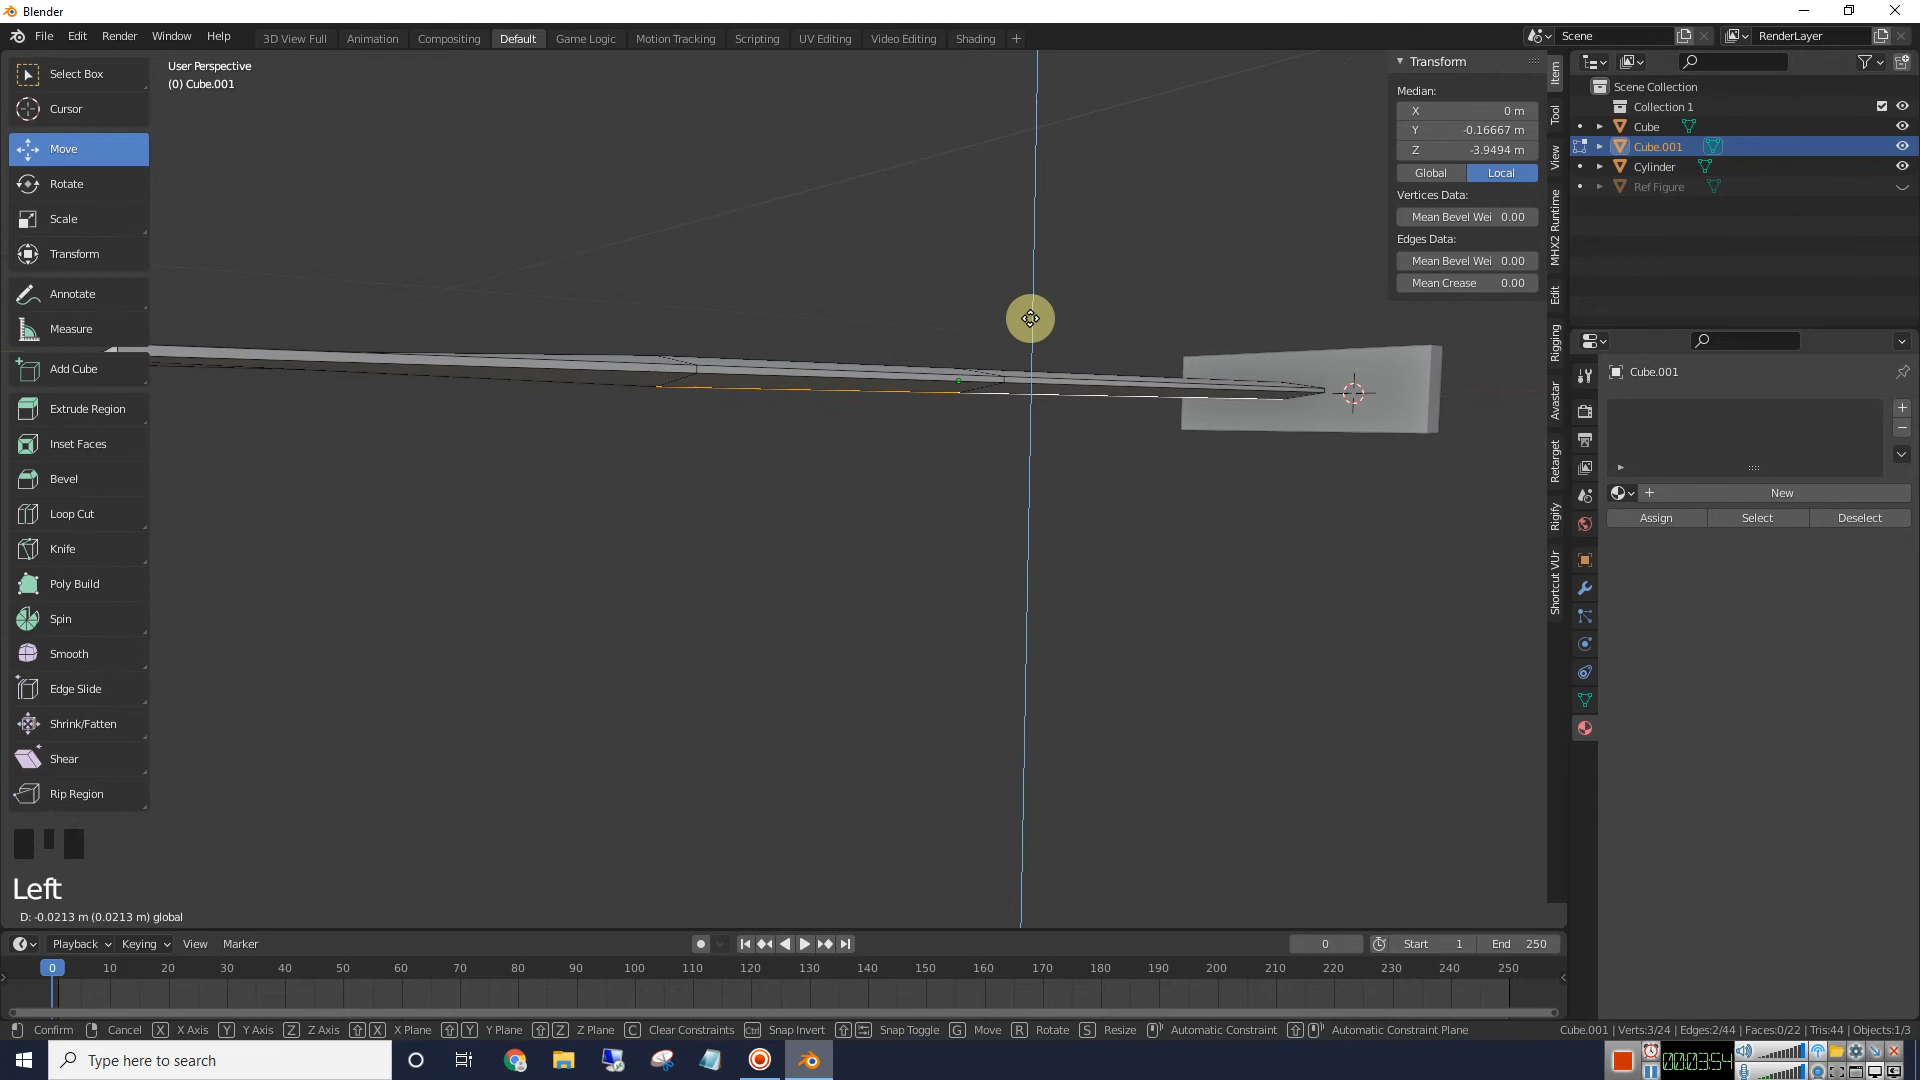 Blender
File Edit Render Window Help
3D View Full Animation Compositing Default Game Logic Motion Tracking Scripting UV Editing Video Editing Shading +
Scene
RenderLayer
Select Box
Cursor
Move
Rotate
Scale
Transform
Annotate
Measure
Add Cube
Extrude Region
Inset Faces
Bevel
Loop Cut
Knife
Poly Build
Spin
Smooth
Edge Slide
Shrink/Fatten
Shear
Rip Region
User Perspective
(0) Cube.001
Transform
Median:
X 0 m
Y -0.16667 m
Z -3.9494 m
Global Local
Vertices Data:
Mean Bevel Wei 0.00
Edges Data:
Mean Bevel Wei 0.00
Mean Crease 0.00
Item
Tool
View
MHX2 Runtime
Edit
Rigging
Avastar
Retarget
Rigify
Shortcut VUr
Scene Collection
Collection 1
Cube
Cube.001
Cylinder
Ref Figure
Cube.001
New
Assign Select Deselect
Left
D: -0.0213 m (0.0213 m) global
Playback Keying View Marker
0 Start 1 End 250
0 10 20 30 40 50 60 70 80 90 100 110 120 130 140 150 160 170 180 190 200 210 220 230 240 250
Confirm Cancel X X Axis Y Y Axis Z Z Axis X X Plane Y Y Plane Z Z Plane C Clear Constraints Ctrl Snap Invert Snap Toggle G Move R Rotate S Resize Automatic Constraint Automatic Constraint Plane
Cube.001 | Verts:3/24 | Edges:2/44 | Faces:0/22 | Tris:44 | Objects:1/3
Type here to search
00:03:54